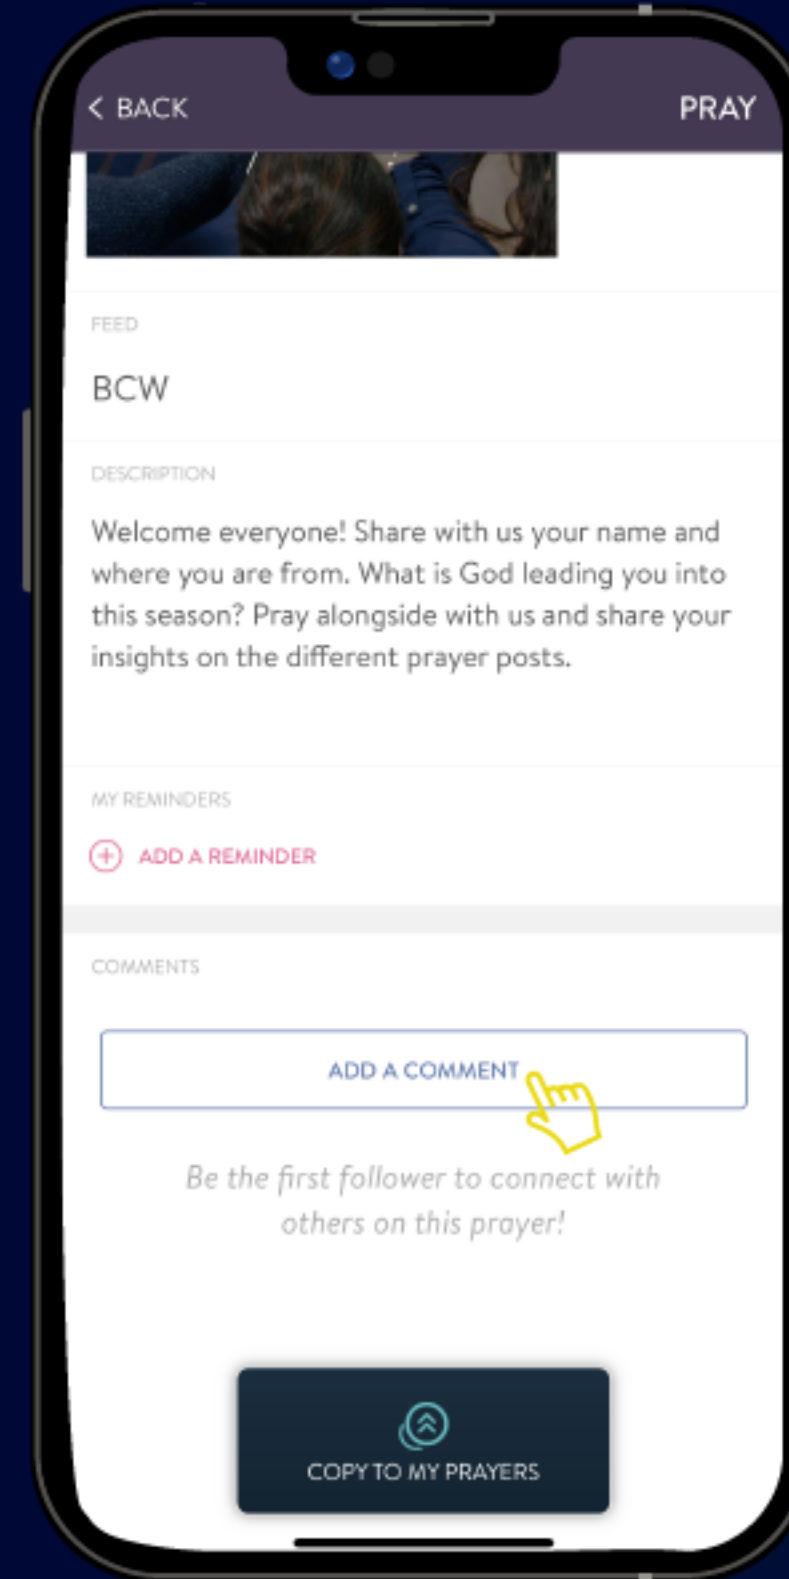 < BACK
PRAY
FEED
BCW
DESCRIPTION
Welcome everyone! Share with us your name and
where you are from. What is God leading you into
this season? Pray alongside with us and share your
insights on the different prayer posts.
MY REMINDERS
ADD A REMINDER
COMMENTS
ADD A COMMENT
Be the first follower to connect with
others on this prayer!
COPY TO MY PRAYERS